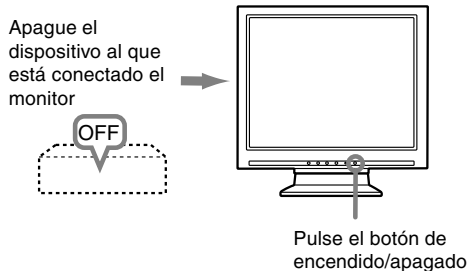 Apague el
dispositivo al que
está conectado el
monitor
OFF
Pulse el botón de
encendido/apagado